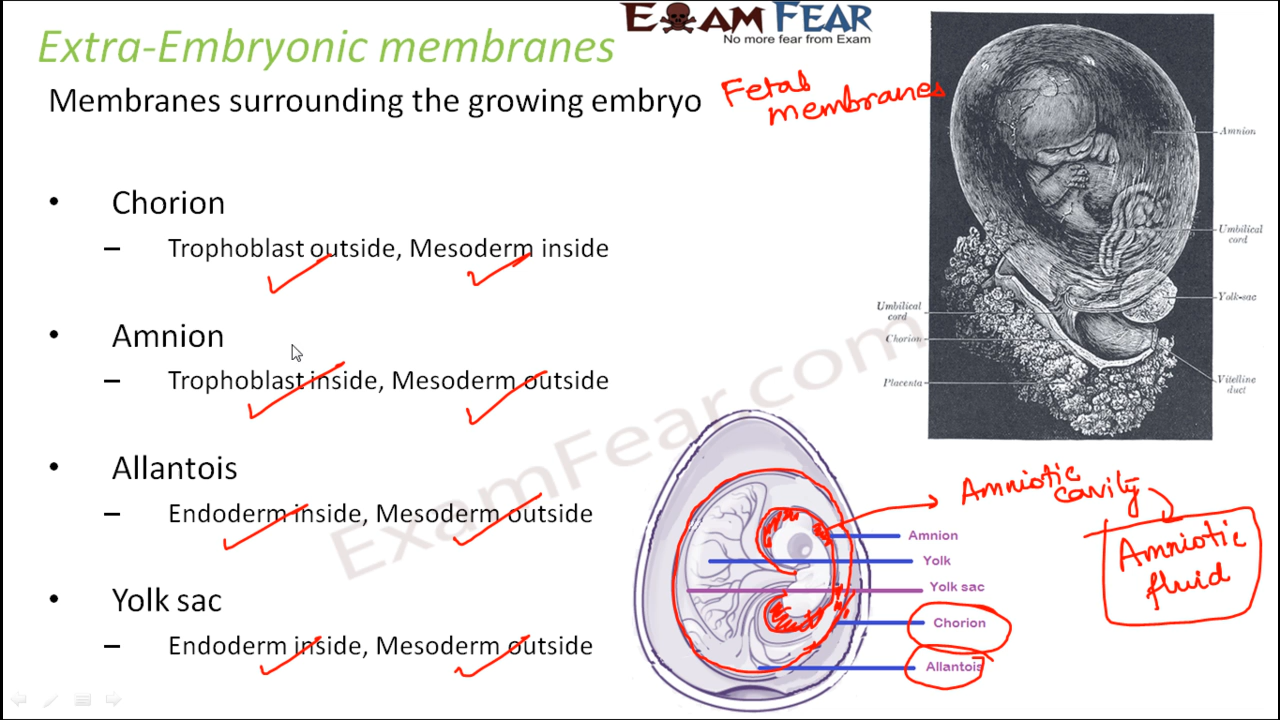 Extra-Embryonic membranes
EXAM FEAR
No more fear from Exam
Membranes surrounding the growing embryo
Fetal
membranes
• Chorion
– Trophoblast outside, Mesoderm inside
• Amnion
– Trophoblast inside, Mesoderm outside
• Allantois
– Endoderm inside, Mesoderm outside
• Yolk sac
– Endoderm inside, Mesoderm outside
Amnion
Umbilical
cord
Yolk-sac
Umbilical
cord
Chorion
Placenta
Vitelline
duct
ExamFear.com
Amniotic
cavity
Amniotic
fluid
Amnion
Yolk
Yolk sac
Chorion
Allantois